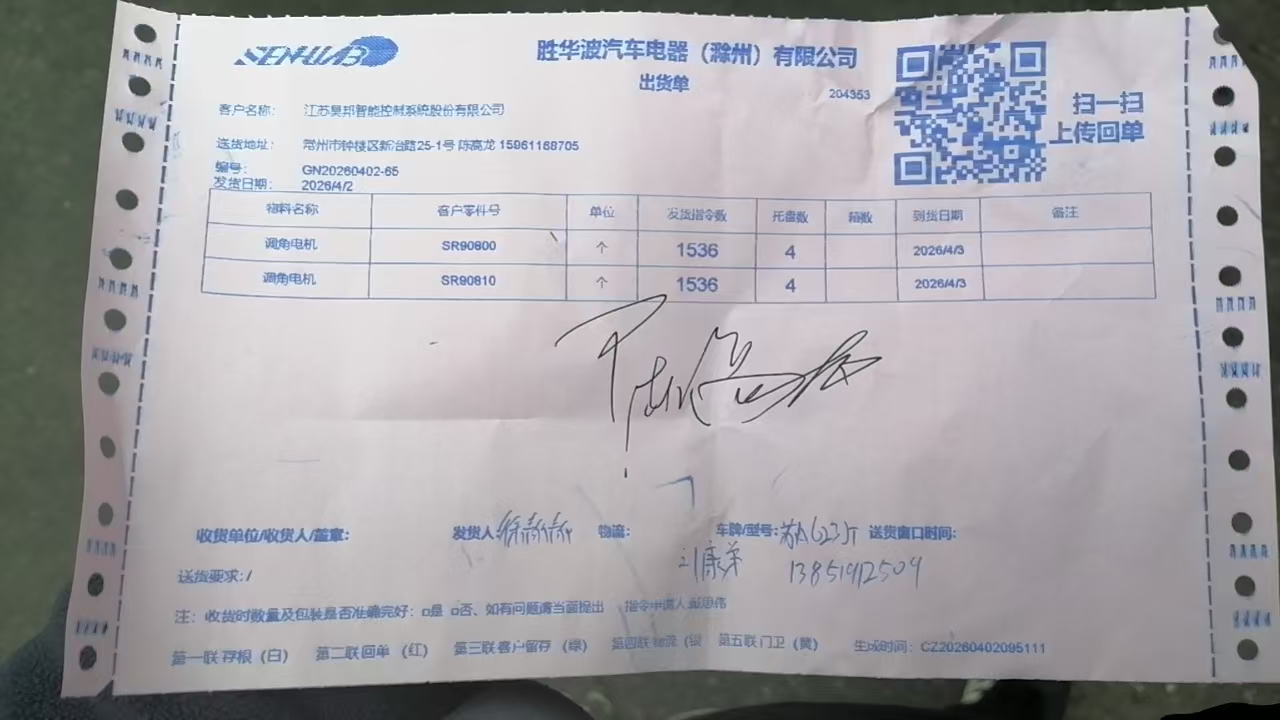 SENHWAB
胜华波汽车电器（滁州）有限公司
出货单
204353
扫一扫
上传回单
客户名称： 江苏昊邦智能控制系统股份有限公司
送货地址： 常州市钟楼区新冶路25-1号 陈亮龙 15961168705
编号： GN20260402-65
发货日期： 2026/4/2
物料名称 客户零件号 单位 发货指令数 托盘数 箱数 到货日期 备注
调角电机 SR90800 个 1536 4 2026/4/3
调角电机 SR90810 个 1536 4 2026/4/3
收货单位/收货人/盖章： 发货人 物流： 车牌/型号： 送货窗口时间：
13851912509
送货要求：/
注： 收货时数量及包装是否准确完好：□是 □否、如有问题请当面提出 指令申请人
第一联存根（白） 第二联回单（红） 第三联客户留存（绿） 第四联物流（银 第五联门卫（黄） 生成时间：CZ20260402095111